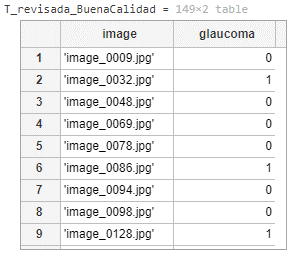 T_revisada_BuenaCalidad = 149×2 table
image glaucoma
1 'image_0009.jpg' 0
2 'image_0032.jpg' 1
3 'image_0048.jpg' 0
4 'image_0069.jpg' 0
5 'image_0078.jpg' 0
6 'image_0086.jpg' 1
7 'image_0094.jpg' 0
8 'image_0098.jpg' 0
9 'image_0128.jpg' 1